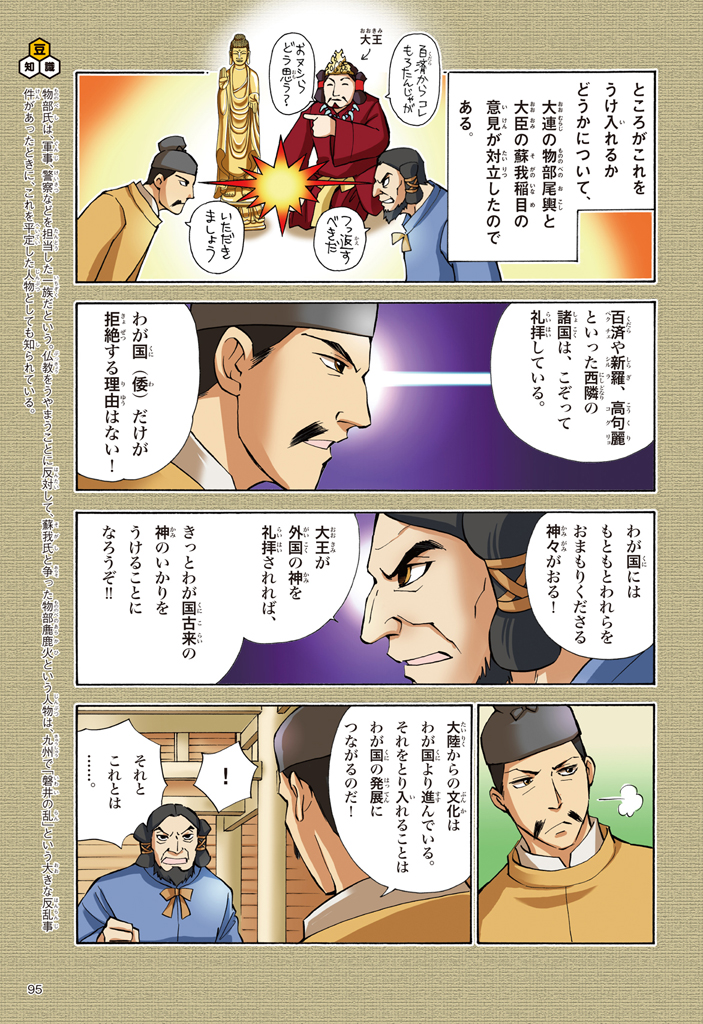 ところがこれを
うけ入れるか
どうかについて、
大連の物部尾輿と
大臣の蘇我稲目の
意見が対立したので
ある。
百済からコレ
もろたんじゃが
大王
おヌシら
どう思う？
つっ返す
べきだ
いただき
ましょう
百済や新羅、高句麗
といった西隣の
諸国は、こぞって
礼拝している。
わが国（倭）だけが
拒絶する理由はない！
わが国には
もともとわれらを
おまもりくださる
神々がおる！
大王が
外国の神を
礼拝されれば、
きっとわが国古来の
神のいかりを
うけることに
なろうぞ!!
大陸からの文化は
わが国より進んでいる。
それをとり入れることは
わが国の発展に
つながるのだ！
！
それと
これとは
……。
豆
知識
物部氏は、軍事、警察などを担当した一族だという。仏教をうやまうことに反対して、蘇我氏と争った物部麁鹿火という人物は、九州で「磐井の乱」という大きな反乱事
件があったときに、これを平定した人物としても知られている。
95